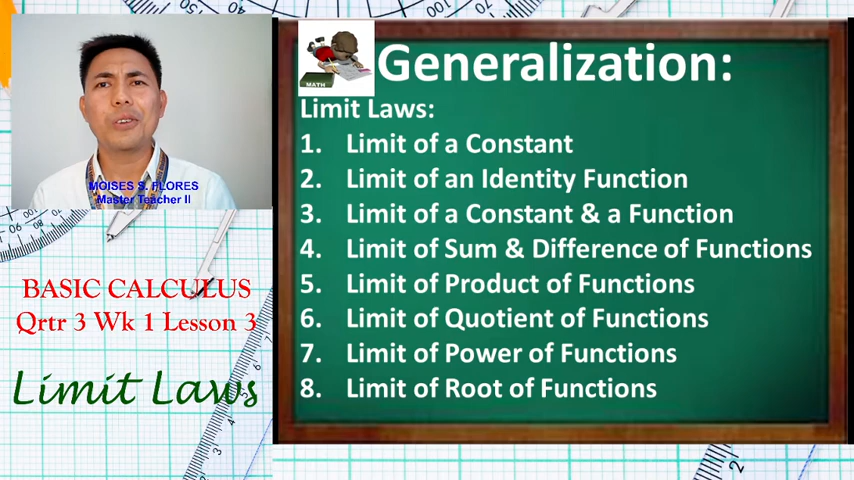 MOISES S. FLORES
Master Teacher II
BASIC CALCULUS
Qrtr 3 Wk 1 Lesson 3
Limit Laws
MATH
Generalization:
Limit Laws:
1. Limit of a Constant
2. Limit of an Identity Function
3. Limit of a Constant & a Function
4. Limit of Sum & Difference of Functions
5. Limit of Product of Functions
6. Limit of Quotient of Functions
7. Limit of Power of Functions
8. Limit of Root of Functions